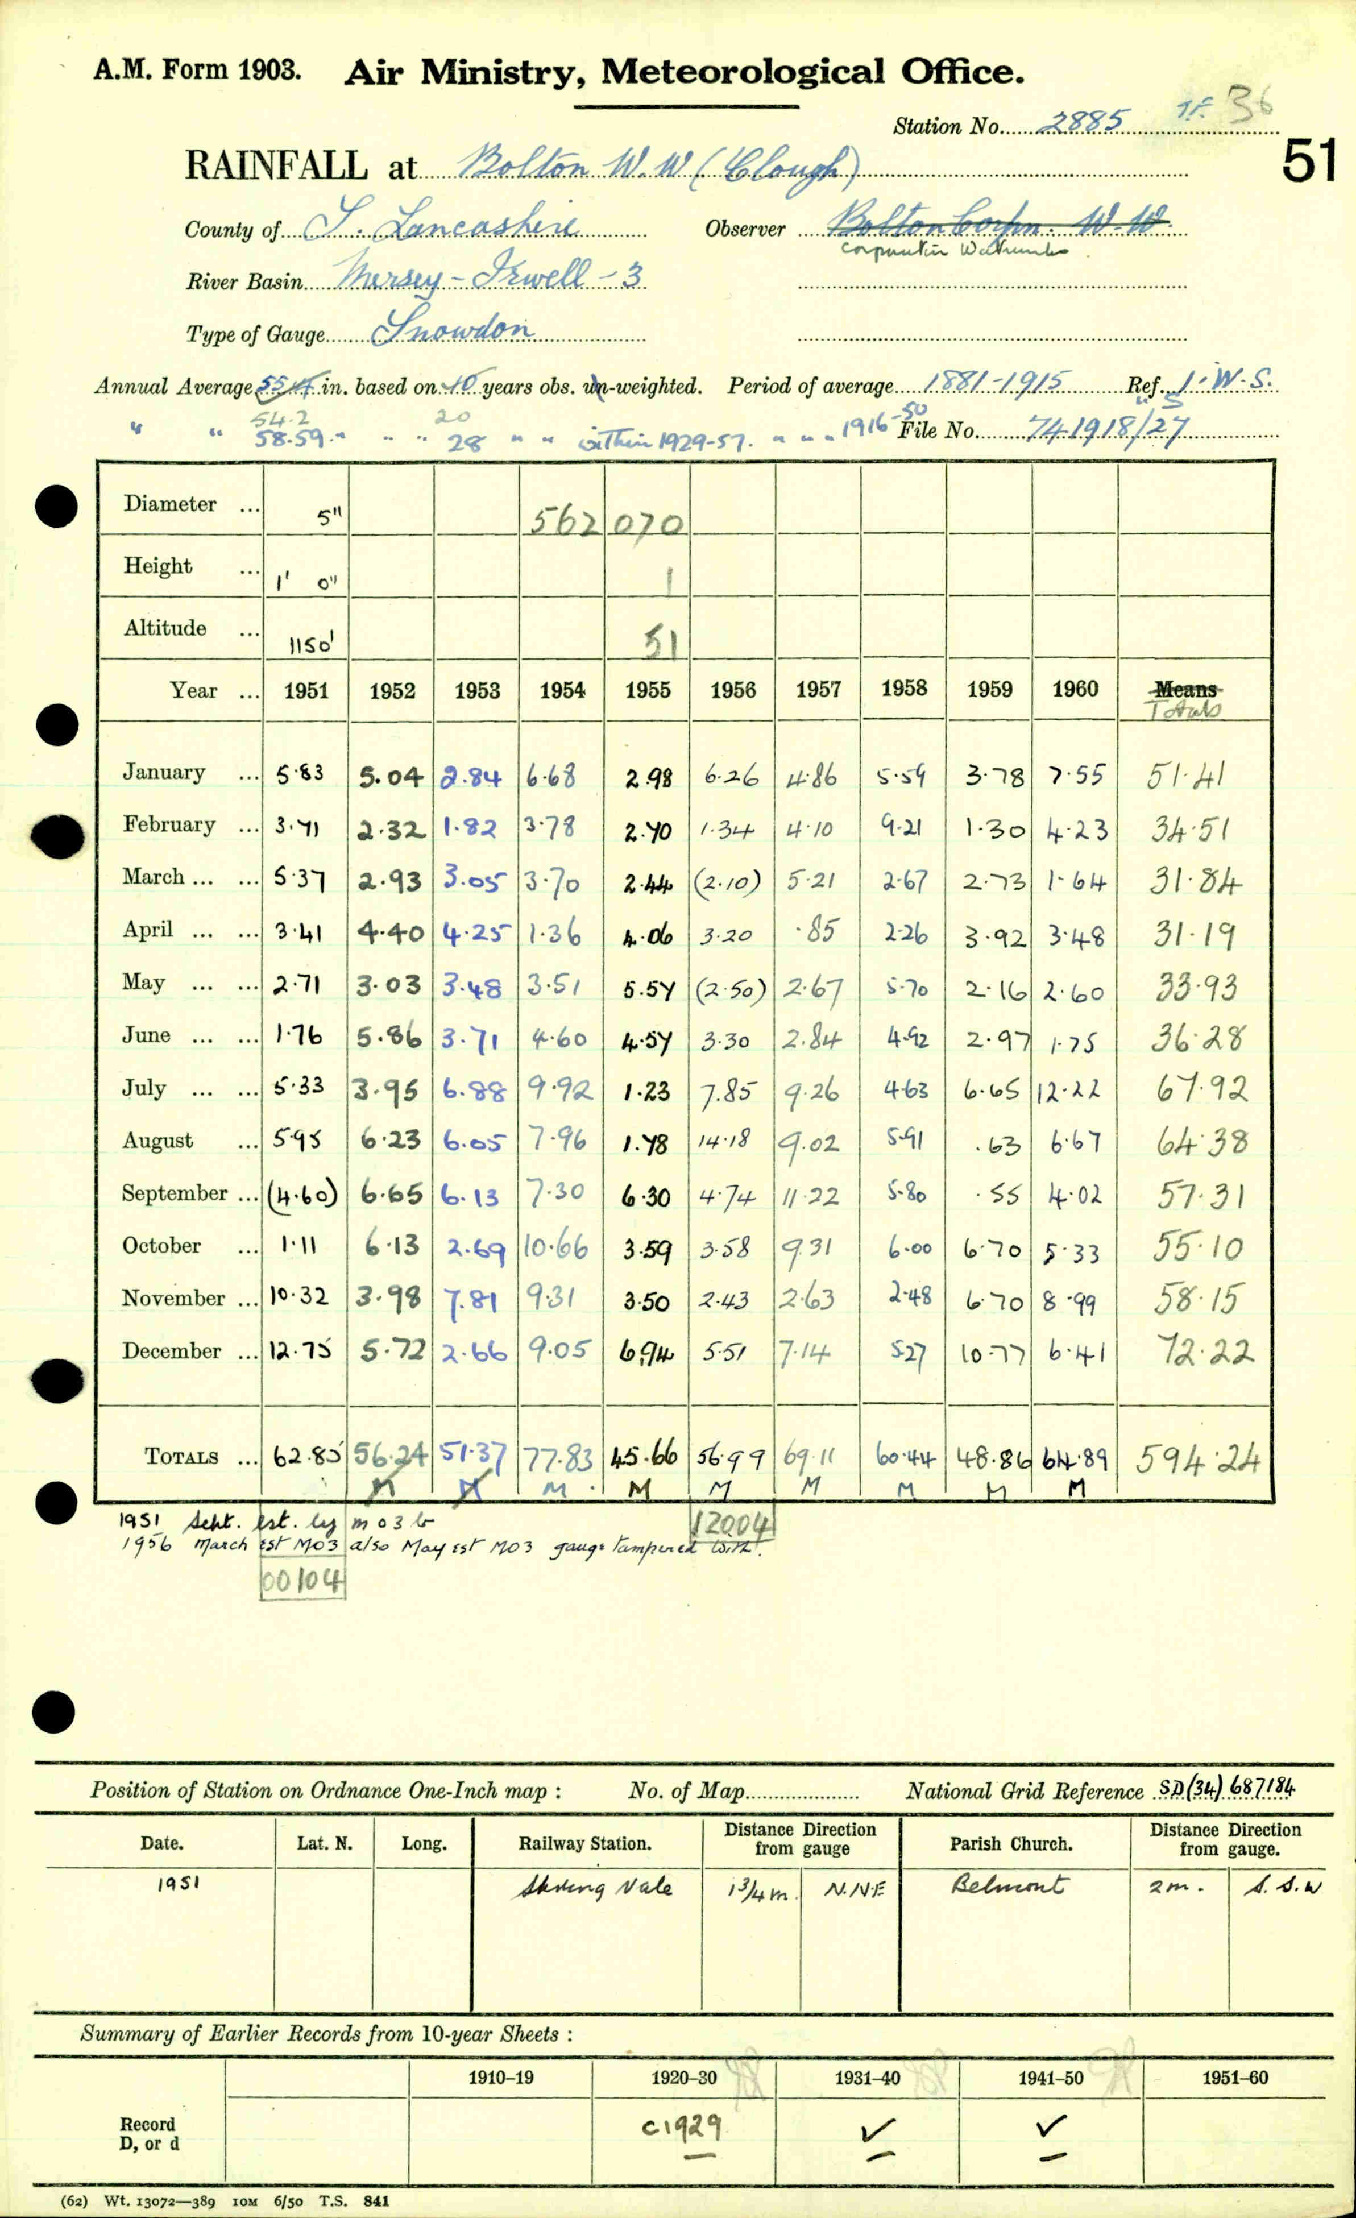 A.M. Form 1903. Air Ministry, Meteorological Office.
Station No. 2885 36
51
RAINFALL at Bolton W.W (Clough)
County of S. Lancashire Observer Bolton Corpn. W.W.
Corporation Waterworks
River Basin Mersey - Irwell - 3
Type of Gauge Snowdon
Annual Average 55.4 in. based on 10 years obs. un-weighted. Period of average 1881-1915 Ref. I.W.S.
54.2 20
" " 58.59 " " " 28 " " within 1929-57. " " " 1916-50 File No. 741918/27
Diameter ... 5" 562 070
Height ... 1' 0" 1
Altitude ... 1150' 51
Year ... 1951 1952 1953 1954 1955 1956 1957 1958 1959 1960 Means
Totals
January ... 5.83 5.04 2.84 6.68 2.98 6.26 4.86 5.59 3.78 7.55 51.41
February ... 3.71 2.32 1.82 3.78 2.70 1.34 4.10 9.21 1.30 4.23 34.51
March ... ... 5.37 2.93 3.05 3.70 2.44 (2.10) 5.21 2.67 2.73 1.64 31.84
April ... ... 3.41 4.40 4.25 1.36 4.06 3.20 .85 2.26 3.92 3.48 31.19
May ... ... 2.71 3.03 3.48 3.51 5.57 (2.50) 2.67 5.70 2.16 2.60 33.93
June ... ... 1.76 5.86 3.71 4.60 4.57 3.30 2.84 4.92 2.97 1.75 36.28
July ... ... 5.33 3.95 6.88 9.92 1.23 7.85 9.26 4.63 6.65 12.22 67.92
August ... 5.95 6.23 6.05 7.96 1.78 14.18 9.02 5.91 .63 6.67 64.38
September ... (4.60) 6.65 6.13 7.30 6.30 4.74 11.22 5.80 .55 4.02 57.31
October ... 1.11 6.13 2.69 10.66 3.59 3.58 9.31 6.00 6.70 5.33 55.10
November ... 10.32 3.98 7.81 9.31 3.50 2.43 2.63 2.48 6.70 8.99 58.15
December ... 12.75 5.72 2.66 9.05 6.94 5.51 7.14 5.27 10.77 6.41 72.22
Totals ... 62.85 56.24 51.37 77.83 45.66 56.99 69.11 60.44 48.86 64.89 594.24
M M M M M M M M M
1951 Sept. est. by m o 3 b 12004
1956 March est MO3 also May est MO3 gauge tampered with.
00104
Position of Station on Ordnance One-Inch map : No. of Map National Grid Reference SD(34) 687184
Date. Lat. N. Long. Railway Station. Distance from Direction gauge Parish Church. Distance from Direction gauge.
1951 Vale 1 3/4 m. N.N.E Belmont 2m. S.S.W
Summary of Earlier Records from 10-year Sheets :
1910-19 1920-30 1931-40 1941-50 1951-60
Record D, or d c1929 ✓ ✓
(62) Wt. 13072—389 10M 6/50 T.S. 841